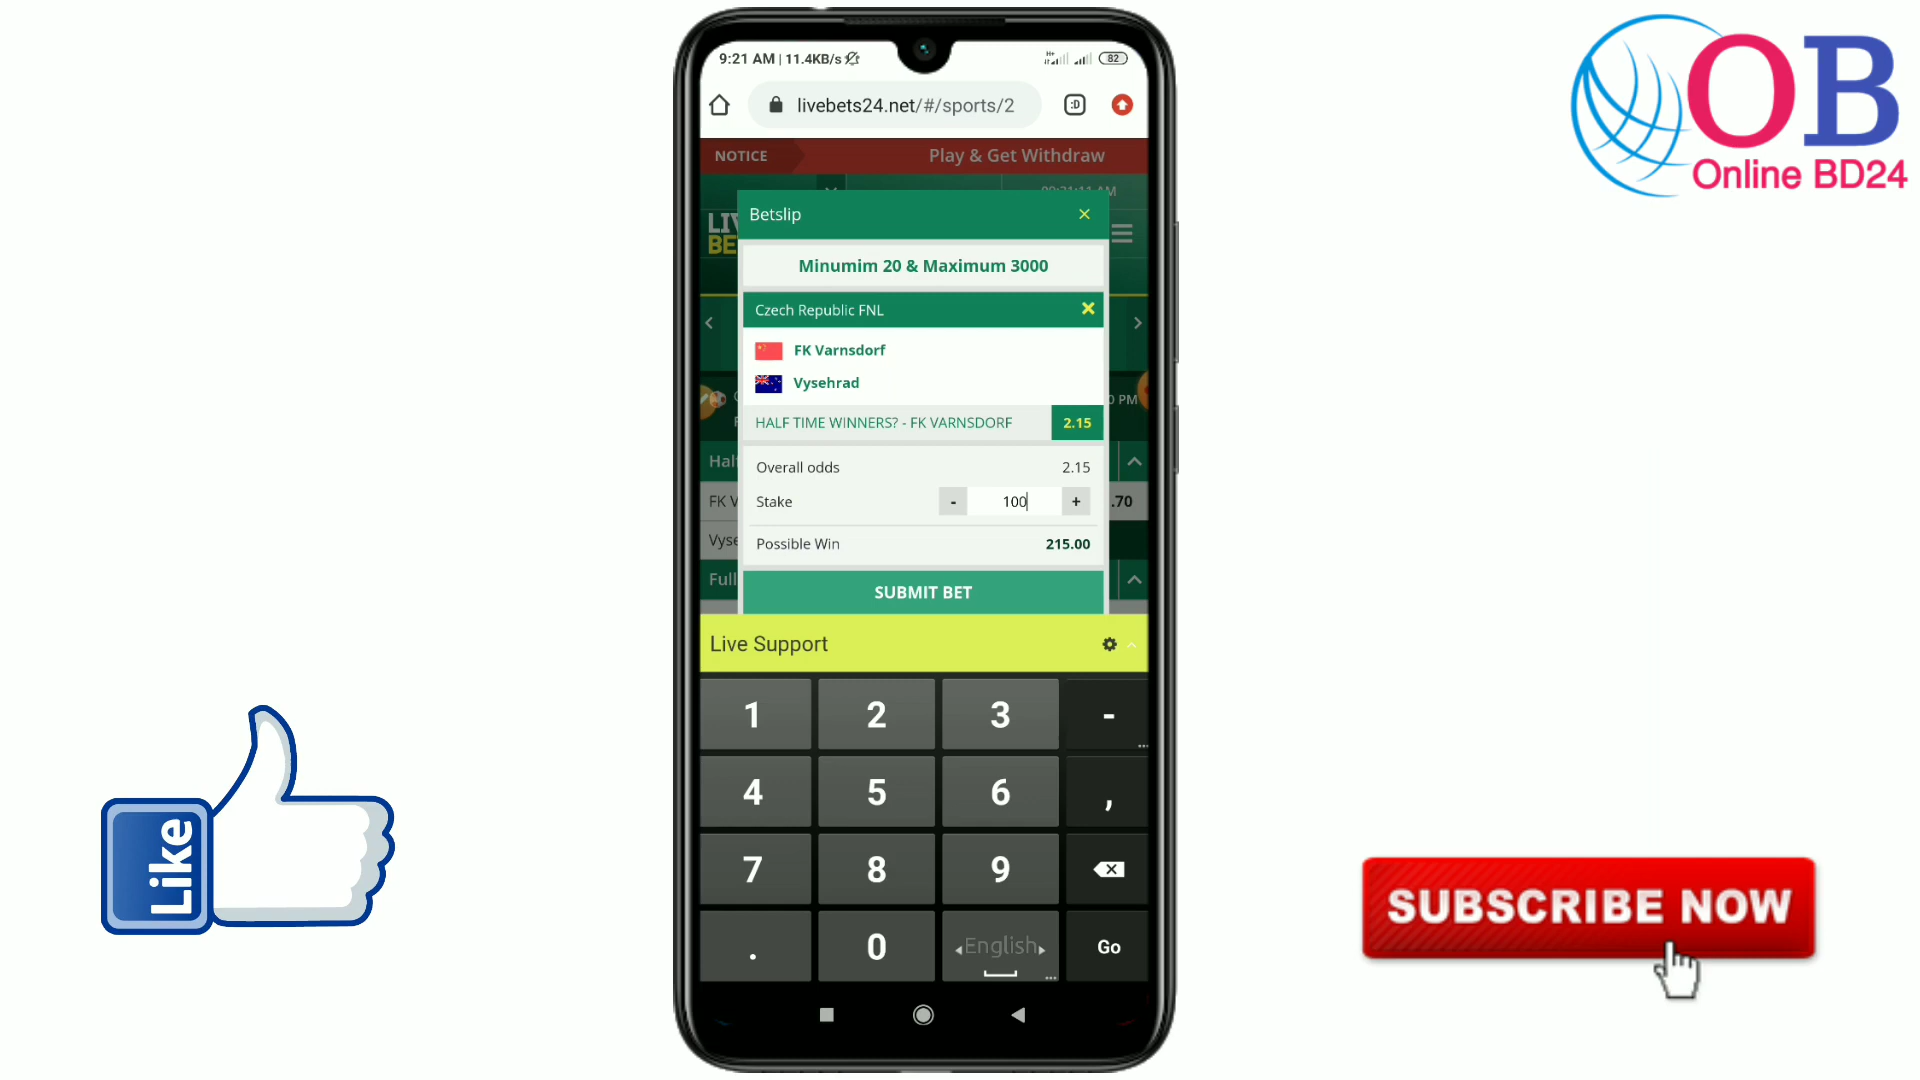 9:21 AM | 11.4KB/s
H+
82
livebets24.net/#/sports/2
:D
NOTICE
Play & Get Withdraw
Betslip
Minumim 20 & Maximum 3000
Czech Republic FNL
FK Varnsdorf
Vysehrad
PM
HALF TIME WINNERS? - FK VARNSDORF
2.15
Overall odds
2.15
Stake
-
100
+
.70
Possible Win
215.00
SUBMIT BET
Live Support
1
2
3
-
4
5
6
,
7
8
9
.
0
English
Go
OB
Online BD24
Like
SUBSCRIBE NOW